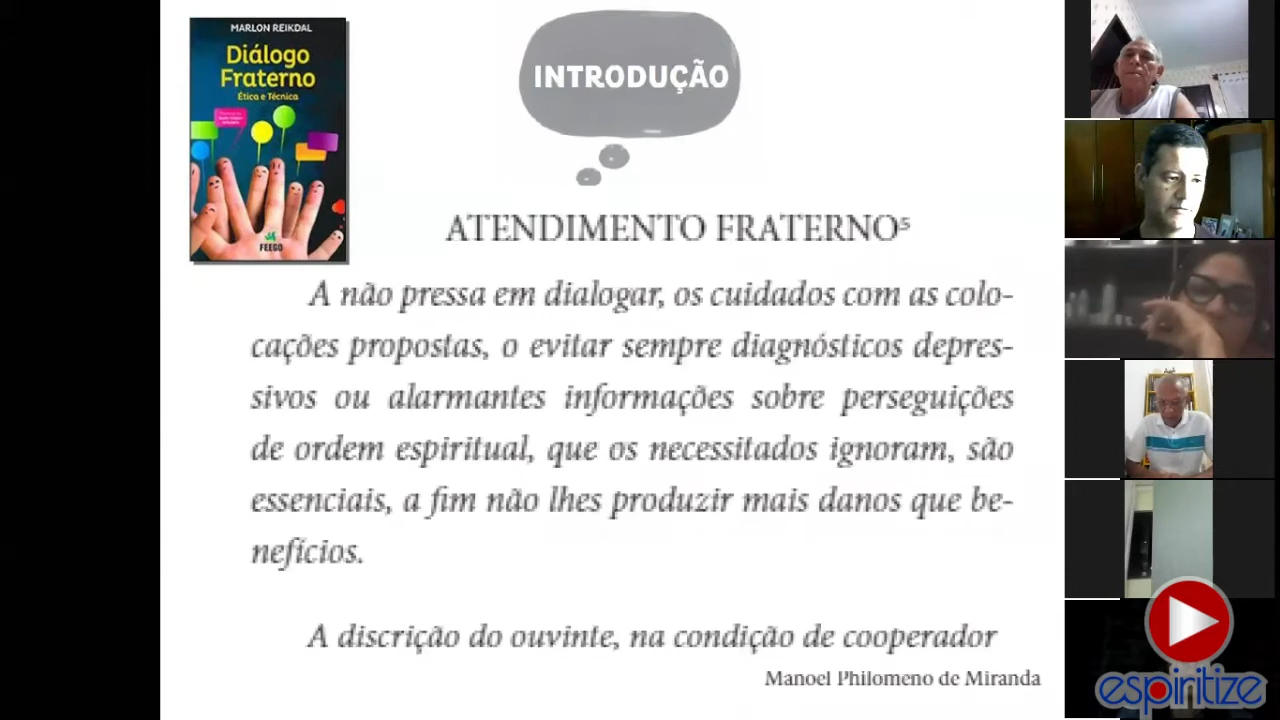 MARLON REIKDAL
Diálogo
Fraterno
Ética e Técnica
FEEGO
INTRODUÇÃO
ATENDIMENTO FRATERNO⁵
A não pressa em dialogar, os cuidados com as colo-
cações propostas, o evitar sempre diagnósticos depres-
sivos ou alarmantes informações sobre perseguições
de ordem espiritual, que os necessitados ignoram, são
essenciais, a fim não lhes produzir mais danos que be-
nefícios.
A discrição do ouvinte, na condição de cooperador
Manoel Philomeno de Miranda
espiritize